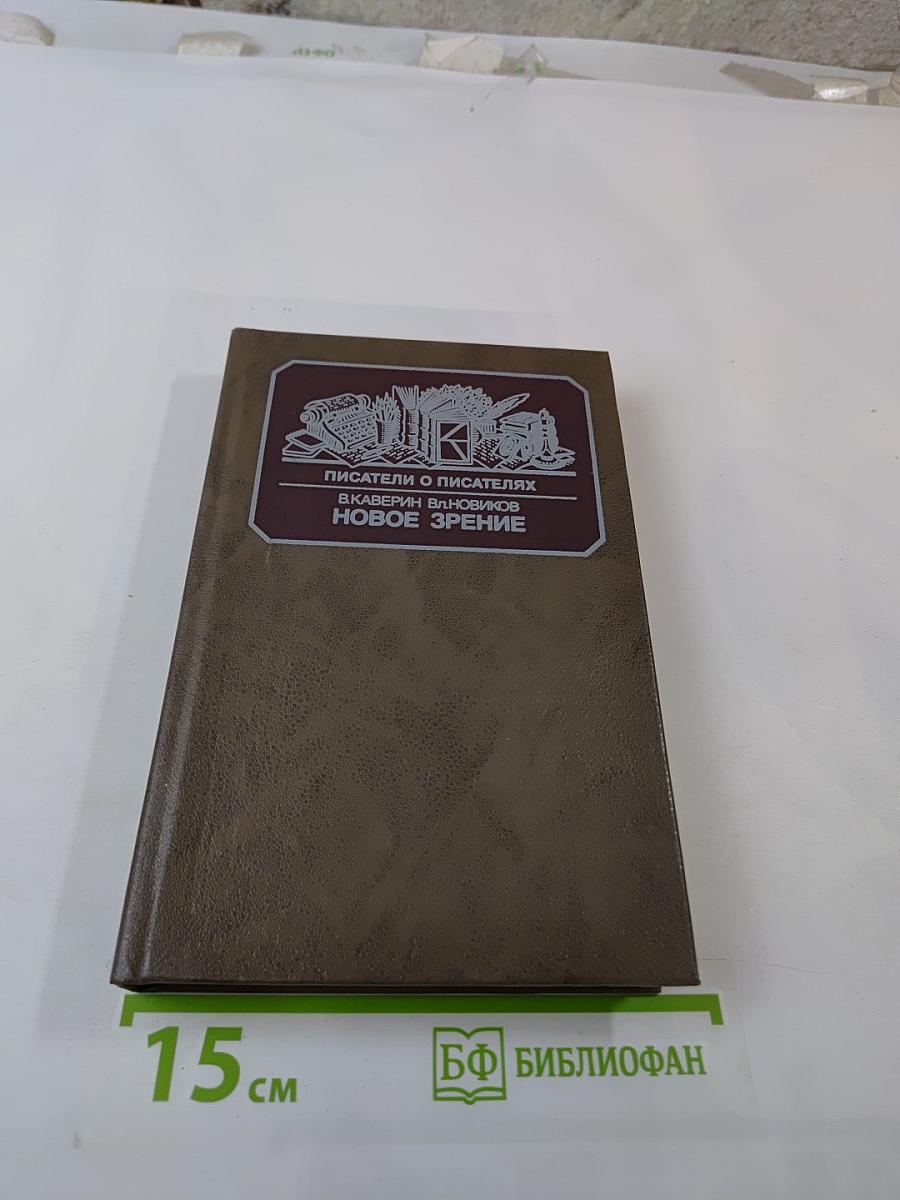 ПИСАТЕЛИ О ПИСАТЕЛЯХ
В.КАВЕРИН Вл.НОВИКОВ
НОВОЕ ЗРЕНИЕ
15 см
БФ БИБЛИОФАН